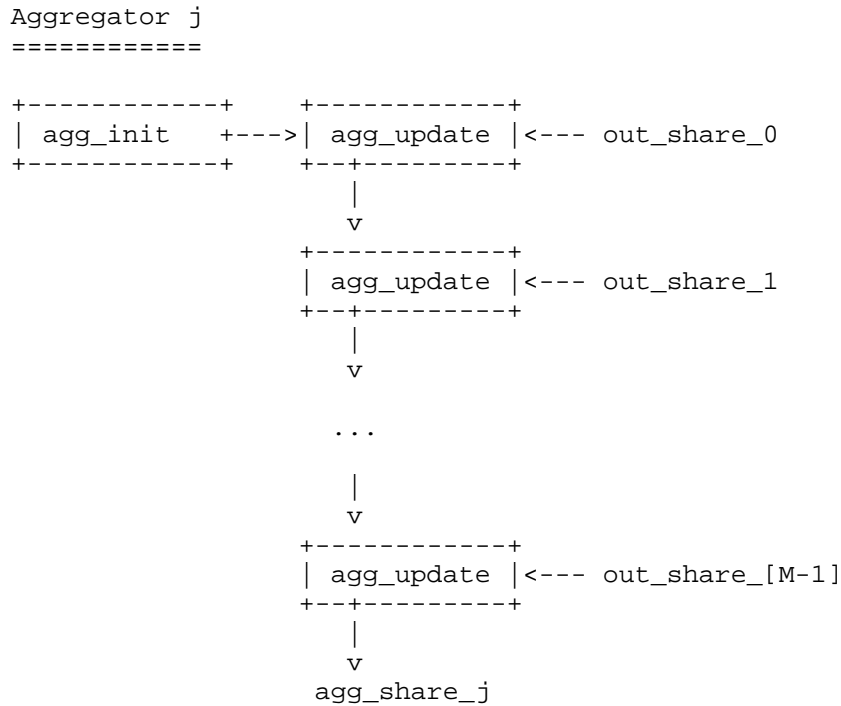 Aggregator j
============
+------------+     +------------+
| agg_init   +--->| agg_update |<--- out_share_0
+------------+     +--+---------+
|
v
+------------+
| agg_update |<--- out_share_1
+--+---------+
|
v
...
|
v
+------------+
| agg_update |<--- out_share_[M-1]
+--+---------+
|
v
agg_share_j